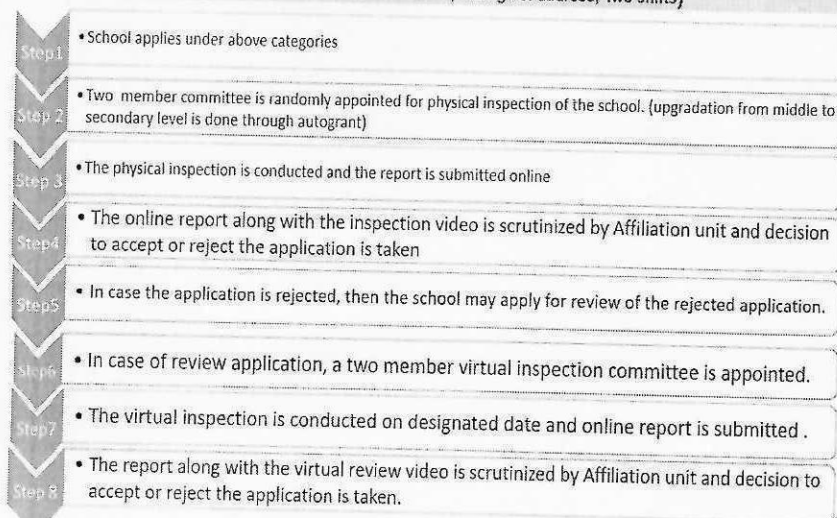 Two Shifts)
Step1
• School applies under above categories
Step 2
• Two member committee is randomly appointed for physical inspection of the school. (upgradation from middle to
secondary level is done through autogrant)
Step 3
• The physical inspection is conducted and the report is submitted online
Step4
• The online report along with the inspection video is scrutinized by Affiliation unit and decision
to accept or reject the application is taken
Step5
• In case the application is rejected, then the school may apply for review of the rejected application.
Step6
• In case of review application, a two member virtual inspection committee is appointed.
Step7
• The virtual inspection is conducted on designated date and online report is submitted .
Step 8
• The report along with the virtual review video is scrutinized by Affiliation unit and decision to
accept or reject the application is taken.